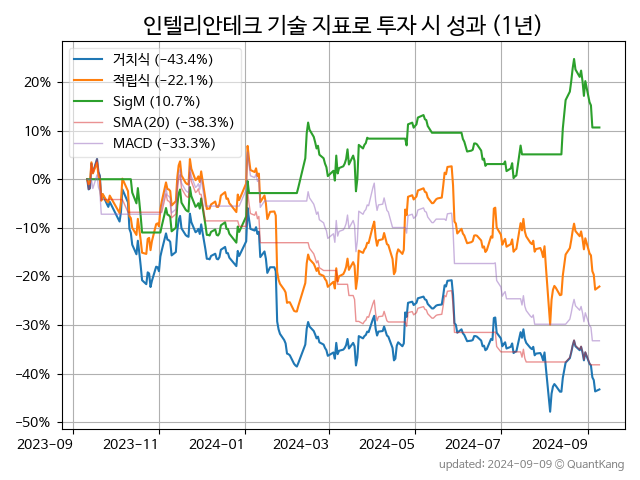 인텔리안테크 기술 지표로 투자 시 성과 (1년)
거치식 (−43.4%)
적립식 (−22.1%)
SigM (10.7%)
SMA(20) (−38.3%)
MACD (−33.3%)
20%
10%
0%
−10%
−20%
−30%
−40%
−50%
2023-09 2023-11 2024-01 2024-03 2024-05 2024-07 2024-09
updated: 2024-09-09 © QuantKang